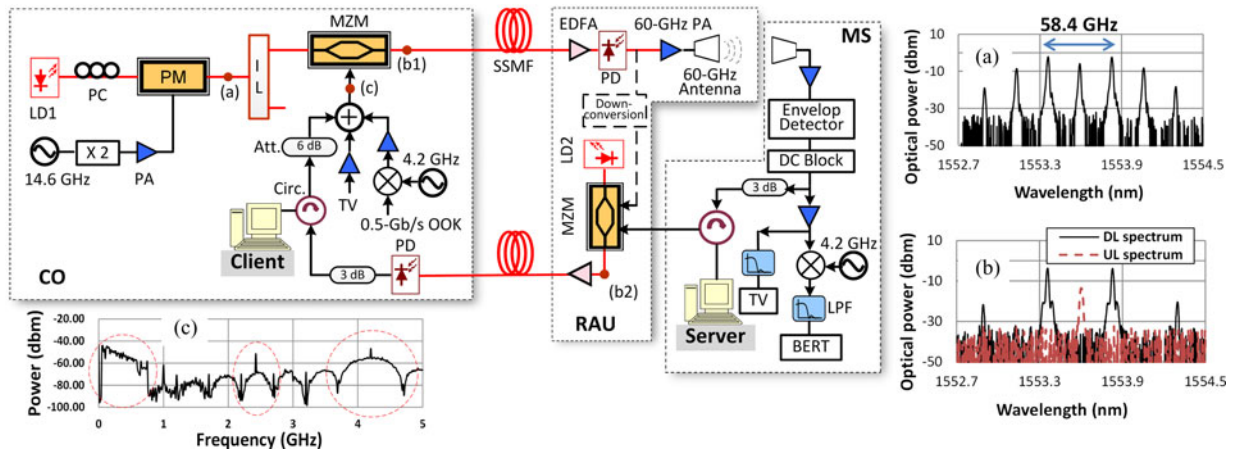 MZM
PC
PM
(a)
I
L
(b1)
(c)
LD1
14.6 GHz
X 2
PA
Att.
6 dB
Circ.
TV
4.2 GHz
0.5-Gb/s OOK
Client
CO
3 dB
PD
SSMF
EDFA
60-GHz PA
PD
60-GHz
Antenna
Down-
conversion
LD2
MZM
(b2)
RAU
MS
Envelop
Detector
DC Block
3 dB
4.2 GHz
TV
LPF
BERT
Server
58.4 GHz
(a)
Optical power (dbm)
10
-10
-30
-50
1552.7
1553.3
1553.9
1554.5
Wavelength (nm)
(b)
DL spectrum
UL spectrum
Optical power (dbm)
10
-10
-30
-50
1552.7
1553.3
1553.9
1554.5
Wavelength (nm)
(c)
Power (dbm)
-20.00
-40.00
-60.00
-80.00
-100.00
0
1
2
3
4
5
Frequency (GHz)